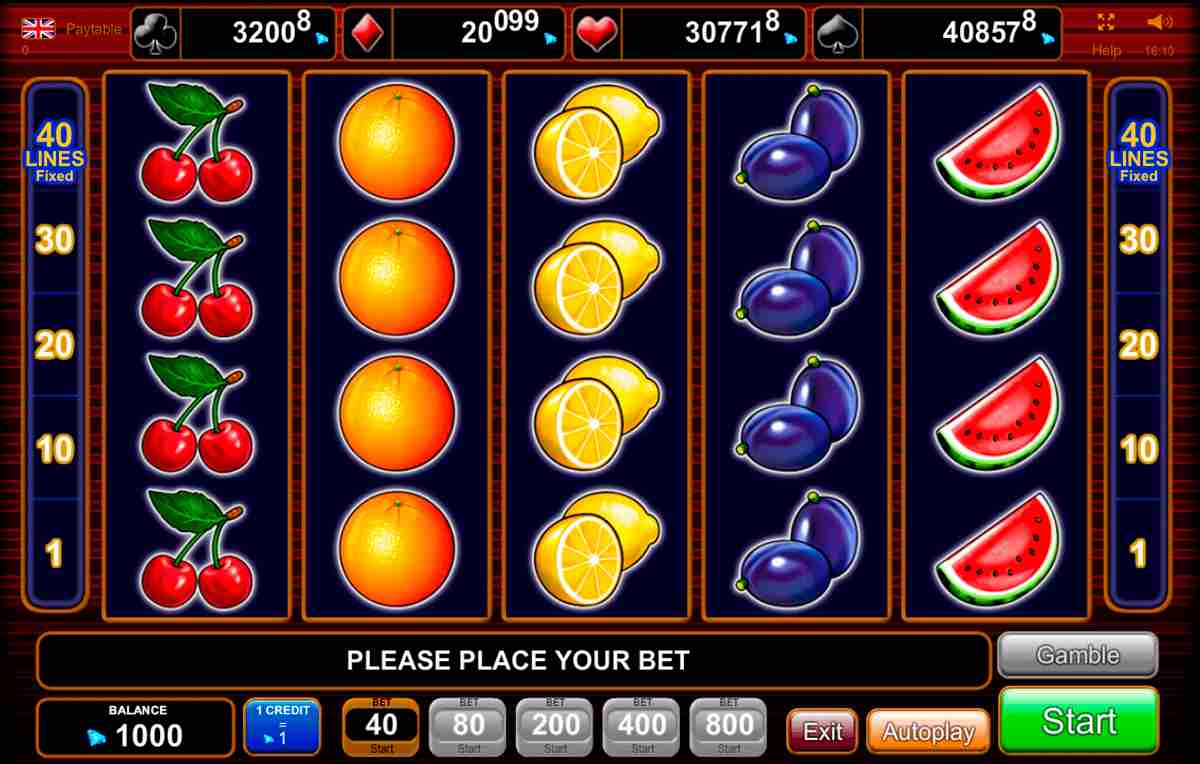 Paytable
0
3200 8
20 099
30771 8
40857 8
Help
16:10
40
LINES
Fixed
30
20
10
1
40
LINES
Fixed
30
20
10
1
PLEASE PLACE YOUR BET
Gamble
BALANCE
1000
1 CREDIT
=
1
BET
40
Start
BET
80
Start
BET
200
Start
BET
400
Start
BET
800
Start
Exit
Autoplay
Start